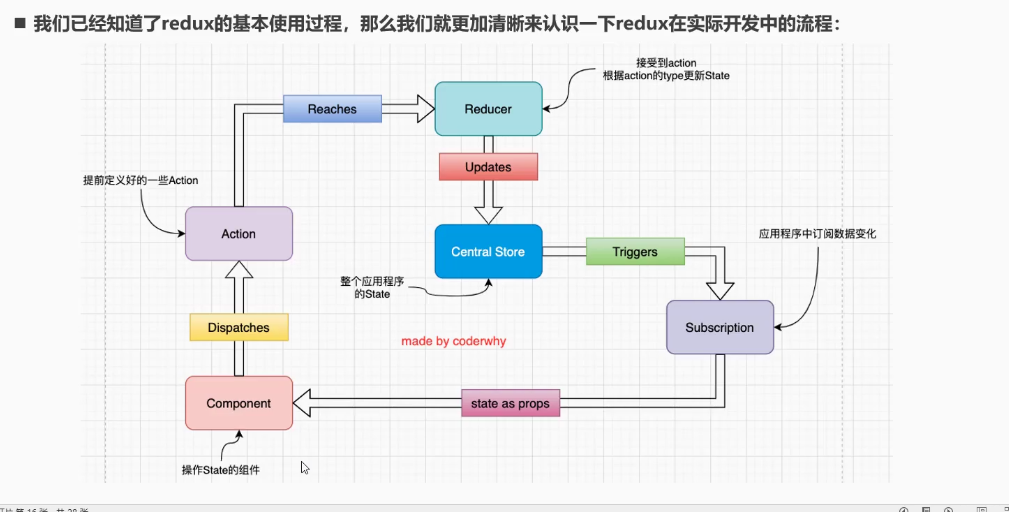 ■ 我们已经知道了redux的基本使用过程，那么我们就更加清晰来认识一下redux在实际开发中的流程：
接受到action
根据action的type更新State
Reaches
Reducer
Updates
提前定义好的一些Action
Action
Central Store
Triggers
应用程序中订阅数据变化
整个应用程序
的State
Dispatches
Subscription
made by coderwhy
Component
state as props
操作State的组件